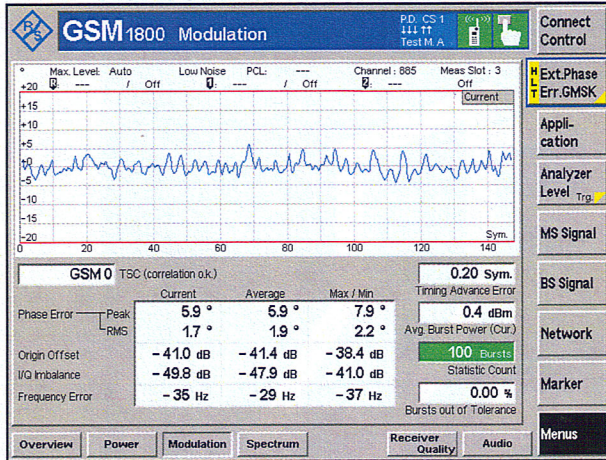 R&S
GSM 1800 Modulation
P.D. CS 1
Test M. A
Connect
Control
° Max. Level: Auto Low Noise PCL: --- Channel : 885 Meas Slot : 3
--- / Off --- / Off --- Off
Current
H
L
T
Ext.Phase
Err.GMSK
Appli-
cation
Analyzer
Level Trg.
MS Signal
BS Signal
Network
Marker
Menus
+20
+15
+10
+5
±0
-5
-10
-15
-20
Sym.
0 20 40 60 80 100 120 140
GSM 0 TSC (correlation o.k.)
0.20 Sym.
Timing Advance Error
Current Average Max / Min
Phase Error Peak 5.9 ° 6.9 ° 7.9 °
0.4 dBm
Avg. Burst Power (Cur.)
RMS 1.7 ° 1.9 ° 2.2 °
Origin Offset - 41.0 dB - 41.4 dB - 38.4 dB
100 Bursts
Statistic Count
I/Q Imbalance - 49.8 dB - 47.9 dB - 41.0 dB
Frequency Error - 35 Hz - 29 Hz - 37 Hz
0.00 %
Bursts out of Tolerance
Overview Power Modulation Spectrum Receiver Quality Audio